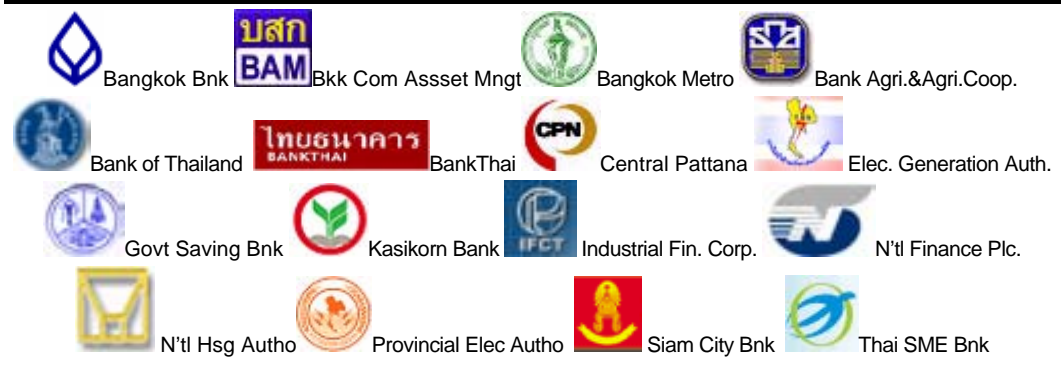 บสก
BAM
Bangkok Bnk Bkk Com Assset Mngt Bangkok Metro Bank Agri.&Agri.Coop.
ไทยธนาคาร
BANKTHAI
CPN
Bank of Thailand BankThai Central Pattana Elec. Generation Auth.
IFCT
Govt Saving Bnk Kasikorn Bank Industrial Fin. Corp. N'tl Finance Plc.
N'tl Hsg Autho Provincial Elec Autho Siam City Bnk Thai SME Bnk